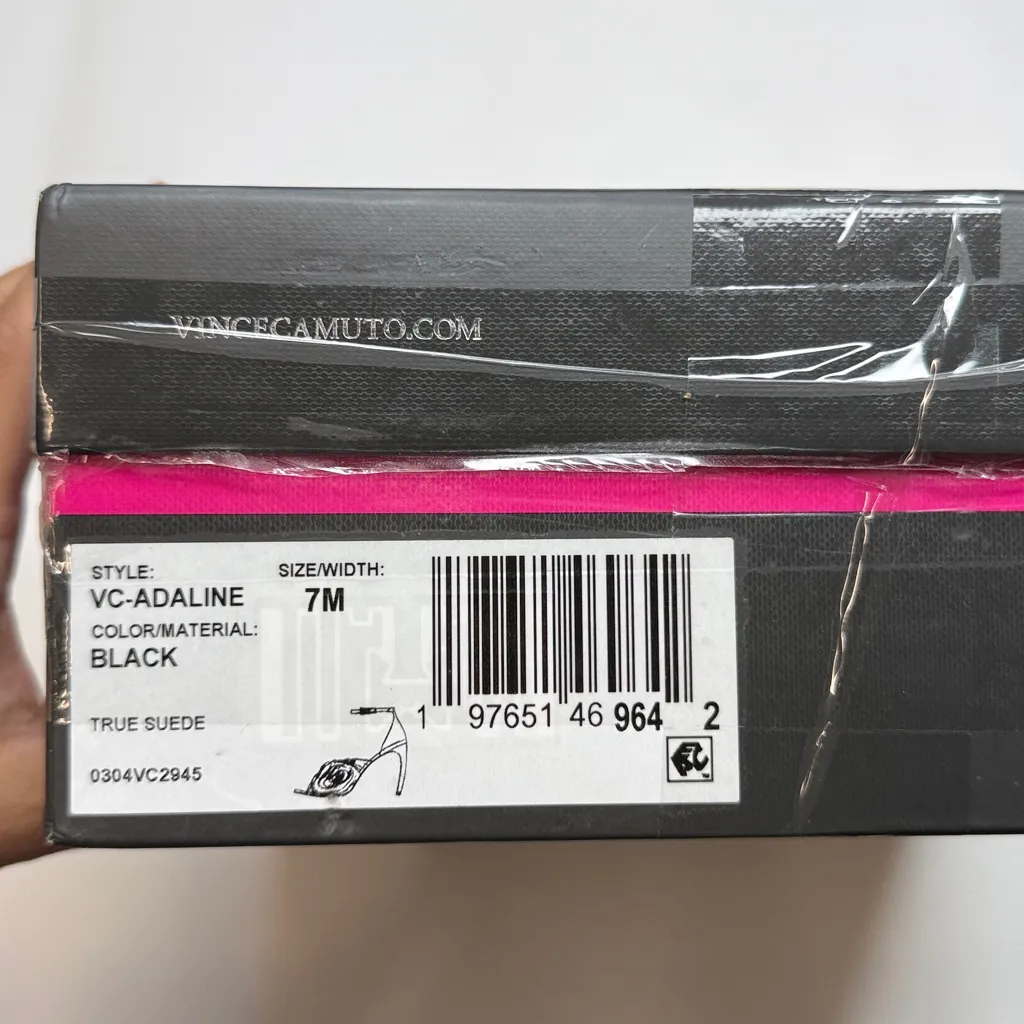 VINCECAMUTO.COM
STYLE:
VC-ADALINE
SIZE/WIDTH:
7M
COLOR/MATERIAL:
BLACK
TRUE SUEDE
0304VC2945
1 97651 46 964 2